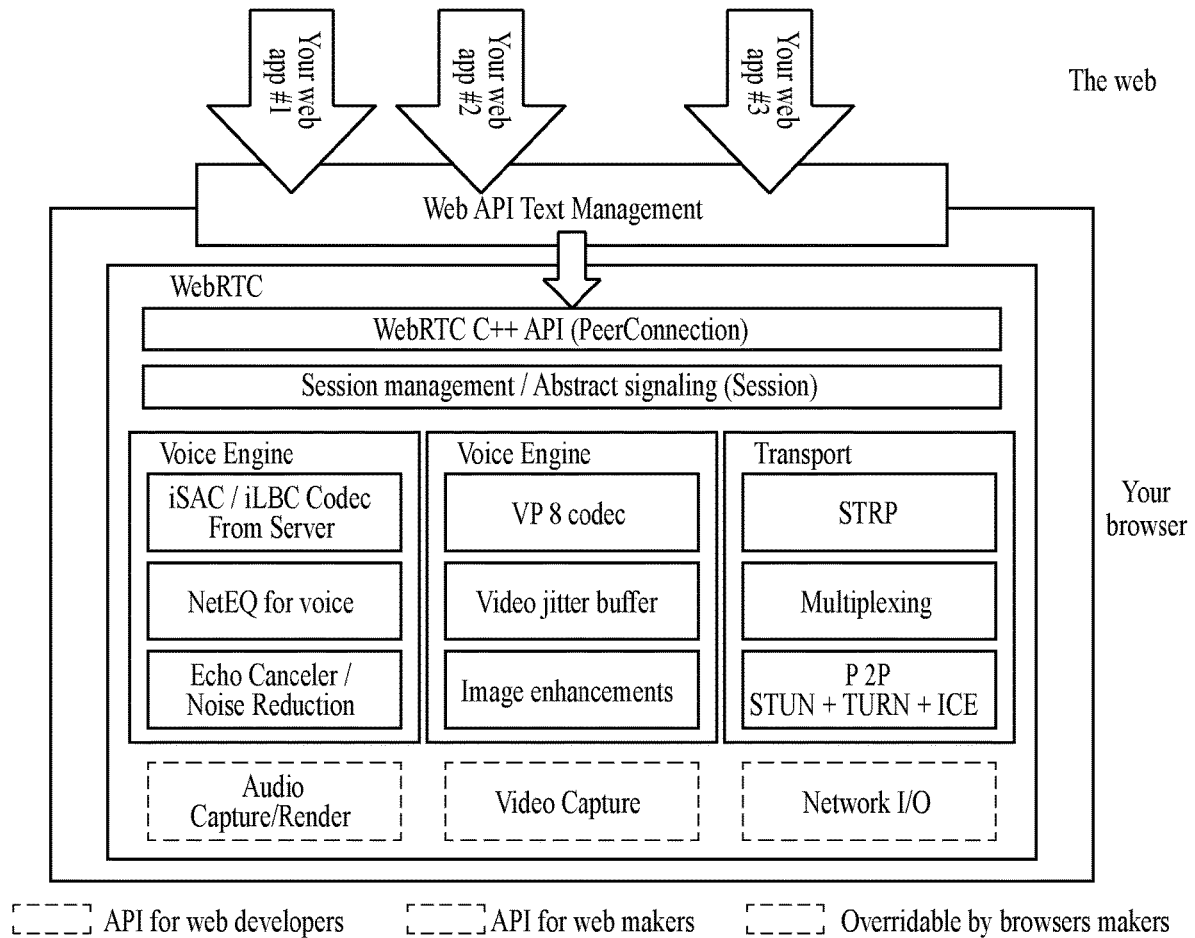 Your web
app #1
Your web
app #2
Your web
app #3
The web
Web API Text Management
WebRTC
WebRTC C++ API (PeerConnection)
Session management / Abstract signaling (Session)
Voice Engine
iSAC / iLBC Codec
From Server
NetEQ for voice
Echo Canceler /
Noise Reduction
Voice Engine
VP 8 codec
Video jitter buffer
Image enhancements
Transport
STRP
Multiplexing
P 2P
STUN + TURN + ICE
Your
browser
Audio
Capture/Render
Video Capture
Network I/O
API for web developers
API for web makers
Overridable by browsers makers